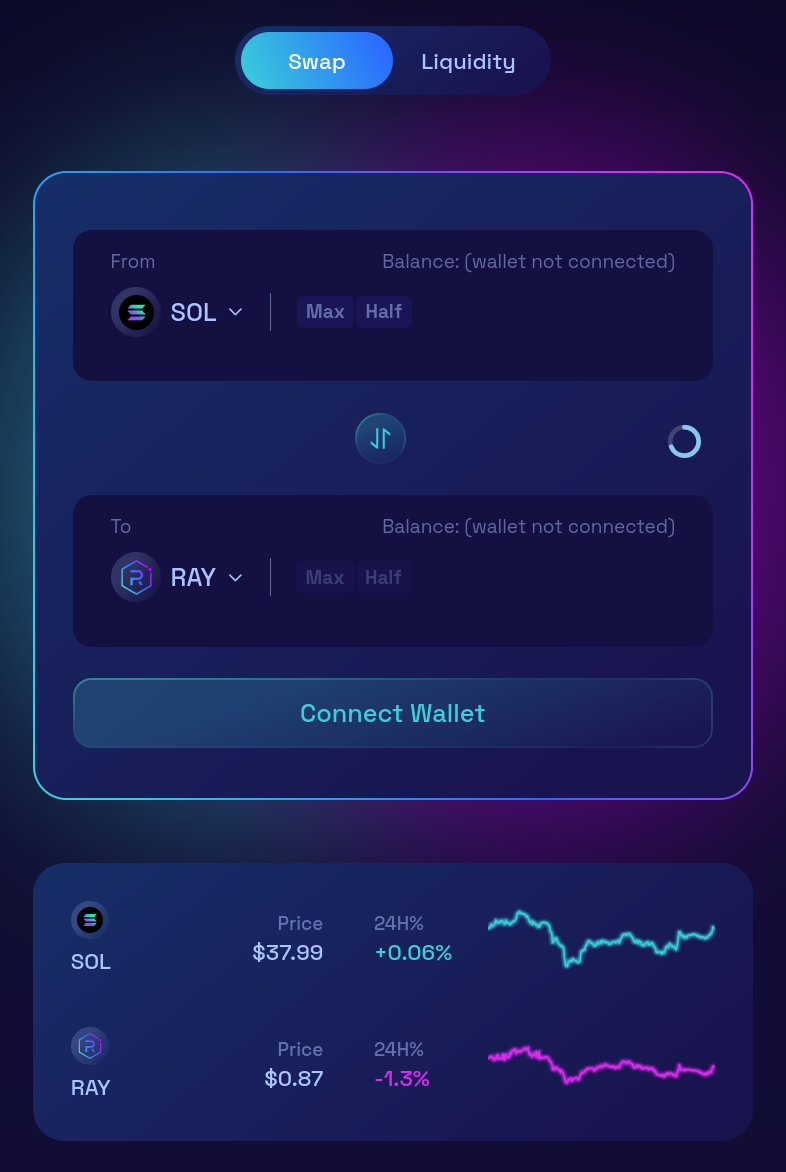 Swap Liquidity
From Balance: (wallet not connected)
SOL Max Half
To Balance: (wallet not connected)
RAY Max Half
Connect Wallet
Price 24H%
$37.99 +0.06%
SOL
Price 24H%
$0.87 -1.3%
RAY